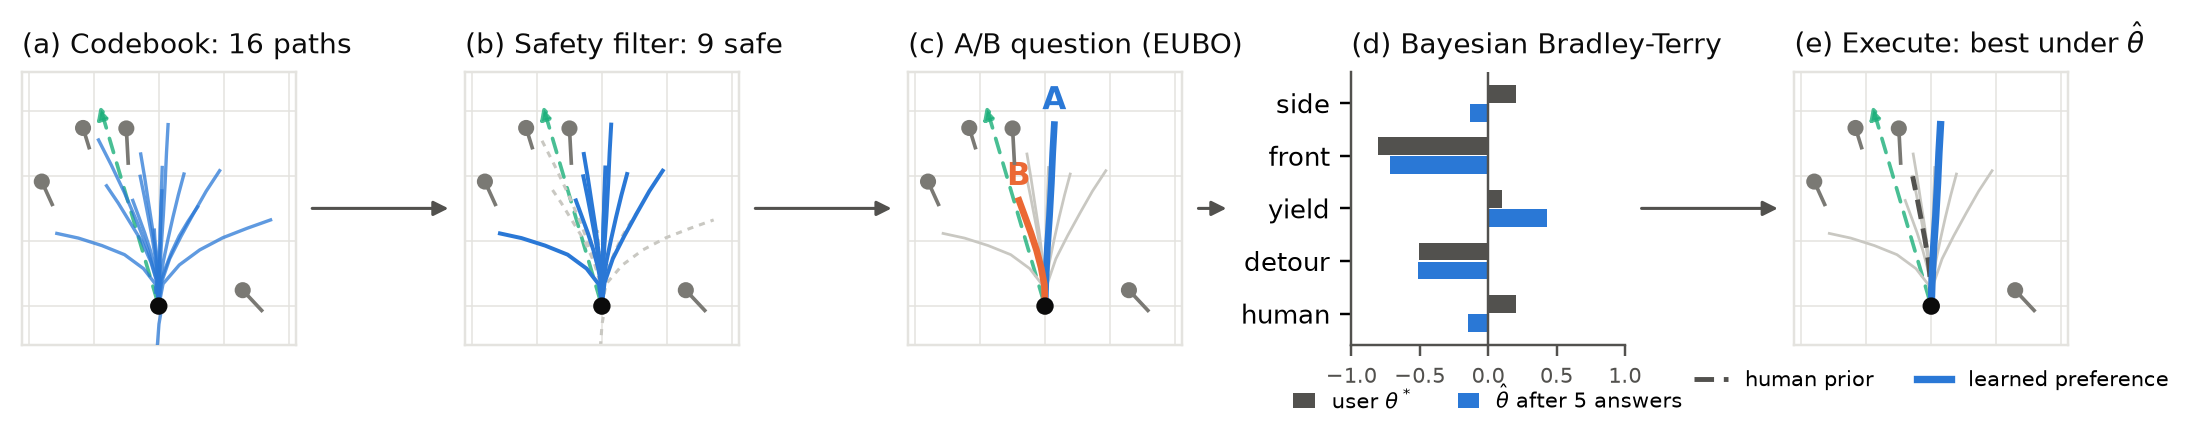 (a) Codebook: 16 paths
(b) Safety filter: 9 safe
(c) A/B question (EUBO)
A
B
(d) Bayesian Bradley-Terry
side
front
yield
detour
human
−1.0 −0.5 0.0 0.5 1.0
user θ* θ̂ after 5 answers
(e) Execute: best under θ̂
human prior learned preference